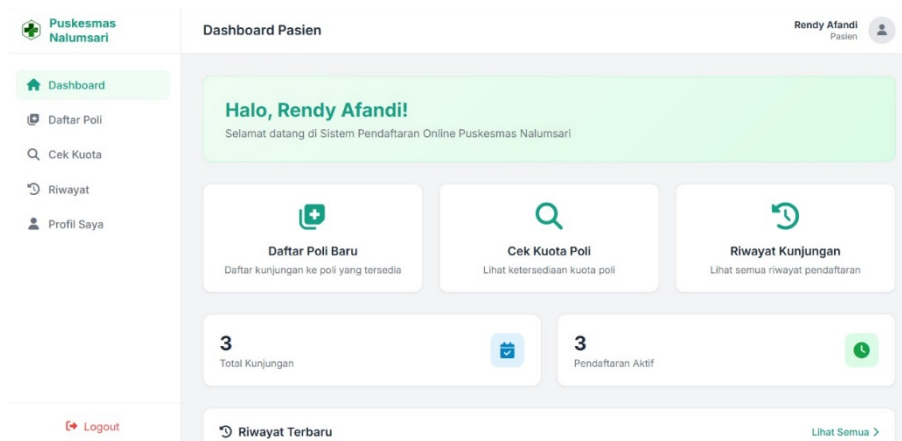 Puskesmas
Nalumsari
Dashboard Pasien
Rendy Afandi
Pasien
Dashboard
Daftar Poli
Cek Kuota
Riwayat
Profil Saya
Logout
Halo, Rendy Afandi!
Selamat datang di Sistem Pendaftaran Online Puskesmas Nalumsari
Daftar Poli Baru
Daftar kunjungan ke poli yang tersedia
Cek Kuota Poli
Lihat ketersediaan kuota poli
Riwayat Kunjungan
Lihat semua riwayat pendaftaran
3
Total Kunjungan
3
Pendaftaran Aktif
Riwayat Terbaru
Lihat Semua